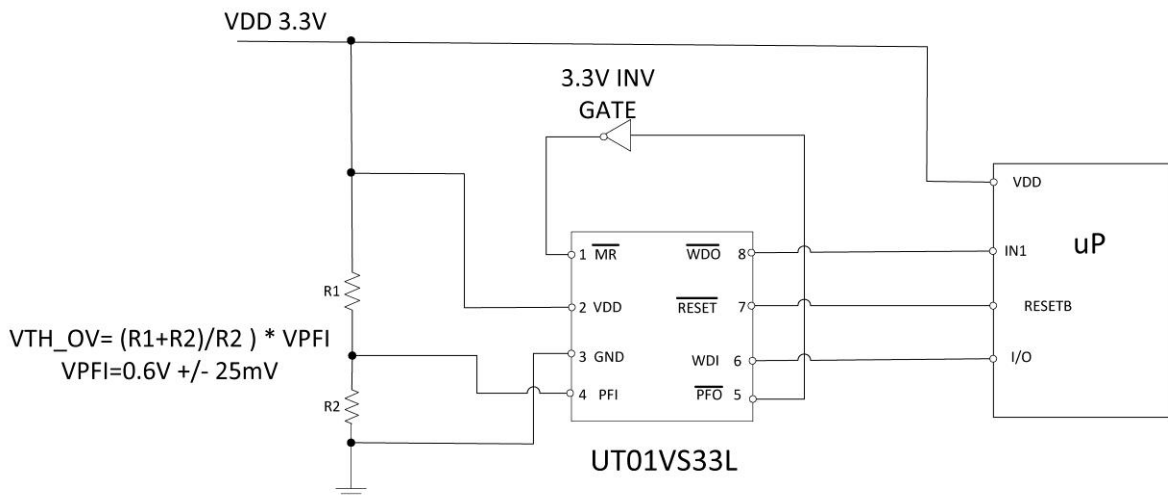 VDD 3.3V
3.3V INV
GATE
R1
VTH_OV= (R1+R2)/R2 ) * VPFI
VPFI=0.6V +/- 25mV
R2
1 MR
2 VDD
3 GND
4 PFI
WDO 8
RESET 7
WDI 6
PFO 5
UT01VS33L
VDD
uP
IN1
RESETB
I/O